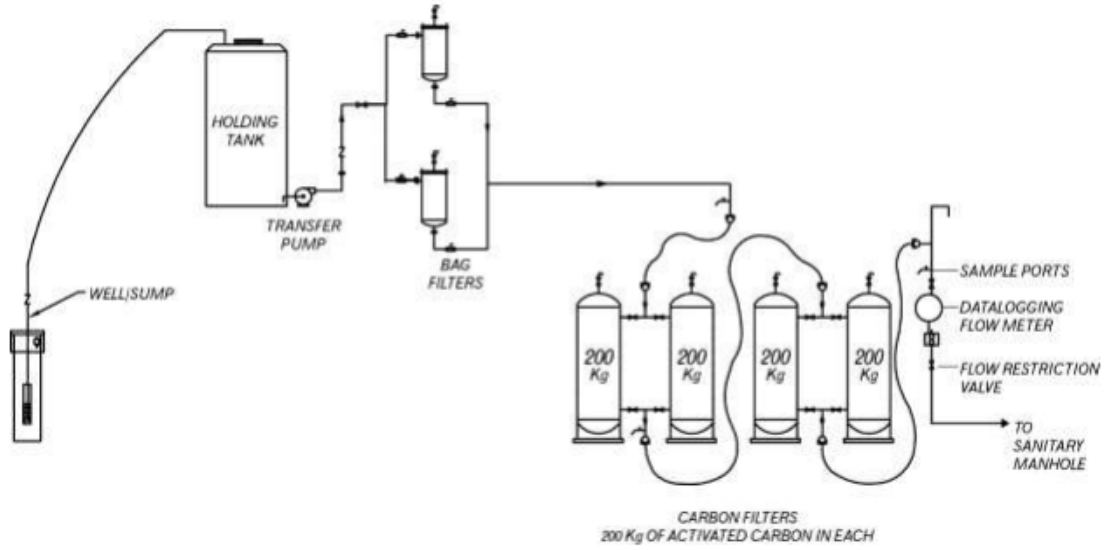 HOLDING
TANK
TRANSFER
PUMP
BAG
FILTERS
WELL/SUMP
SAMPLE PORTS
DATALOGGING
FLOW METER
FLOW RESTRICTION
VALVE
TO
SANITARY
MANHOLE
200
Kg
200
Kg
200
Kg
200
Kg
CARBON FILTERS
200 Kg OF ACTIVATED CARBON IN EACH